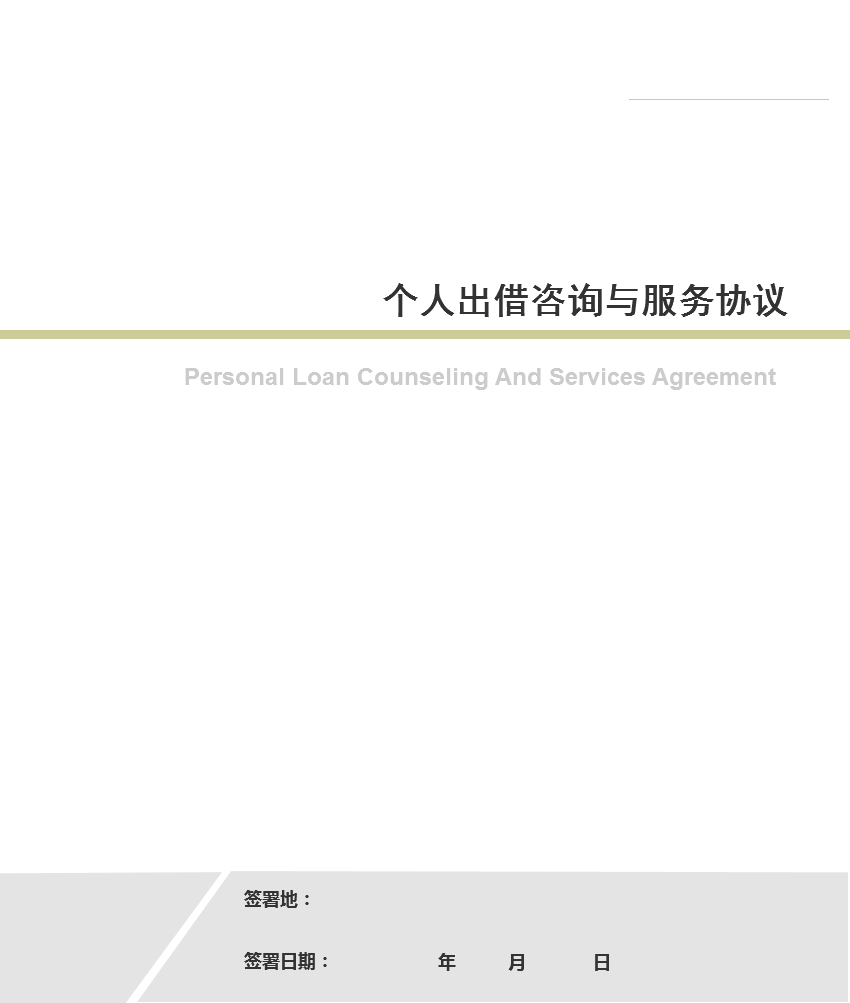 个人出借咨询与服务协议
Personal Loan Counseling And Services Agreement
签署地：
签署日期： 年 月 日